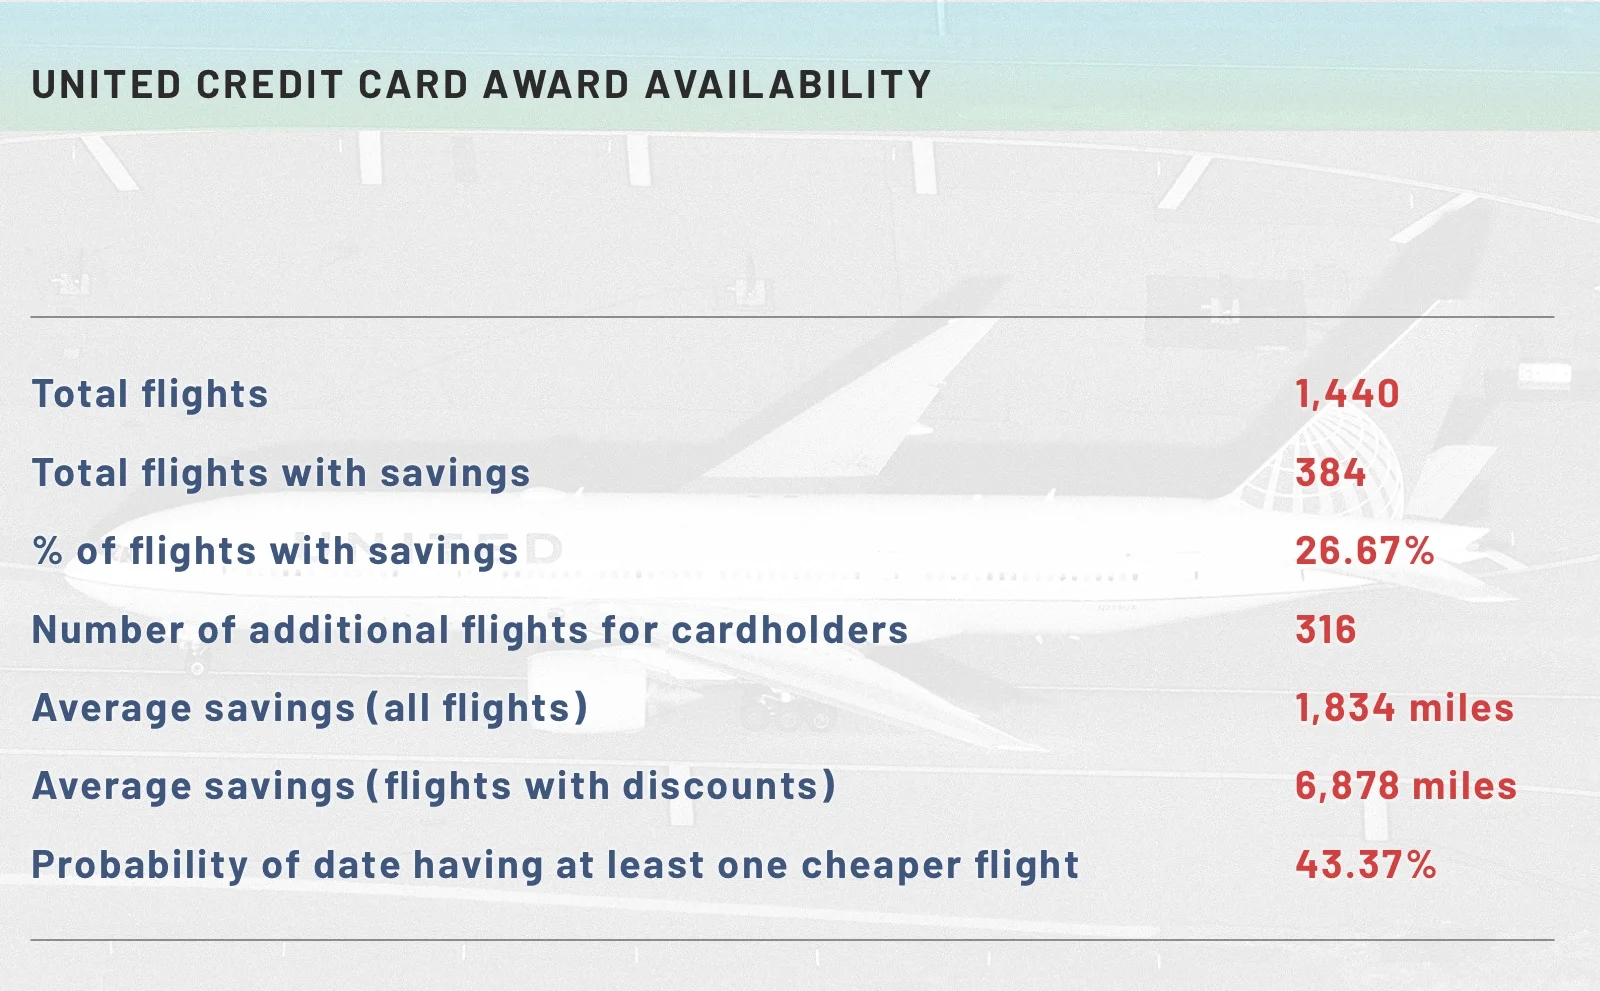 UNITED CREDIT CARD AWARD AVAILABILITY
Total flights 1,440
Total flights with savings 384
% of flights with savings 26.67%
UNITED
Number of additional flights for cardholders 316
Average savings (all flights) 1,834 miles
Average savings (flights with discounts) 6,878 miles
Probability of date having at least one cheaper flight 43.37%